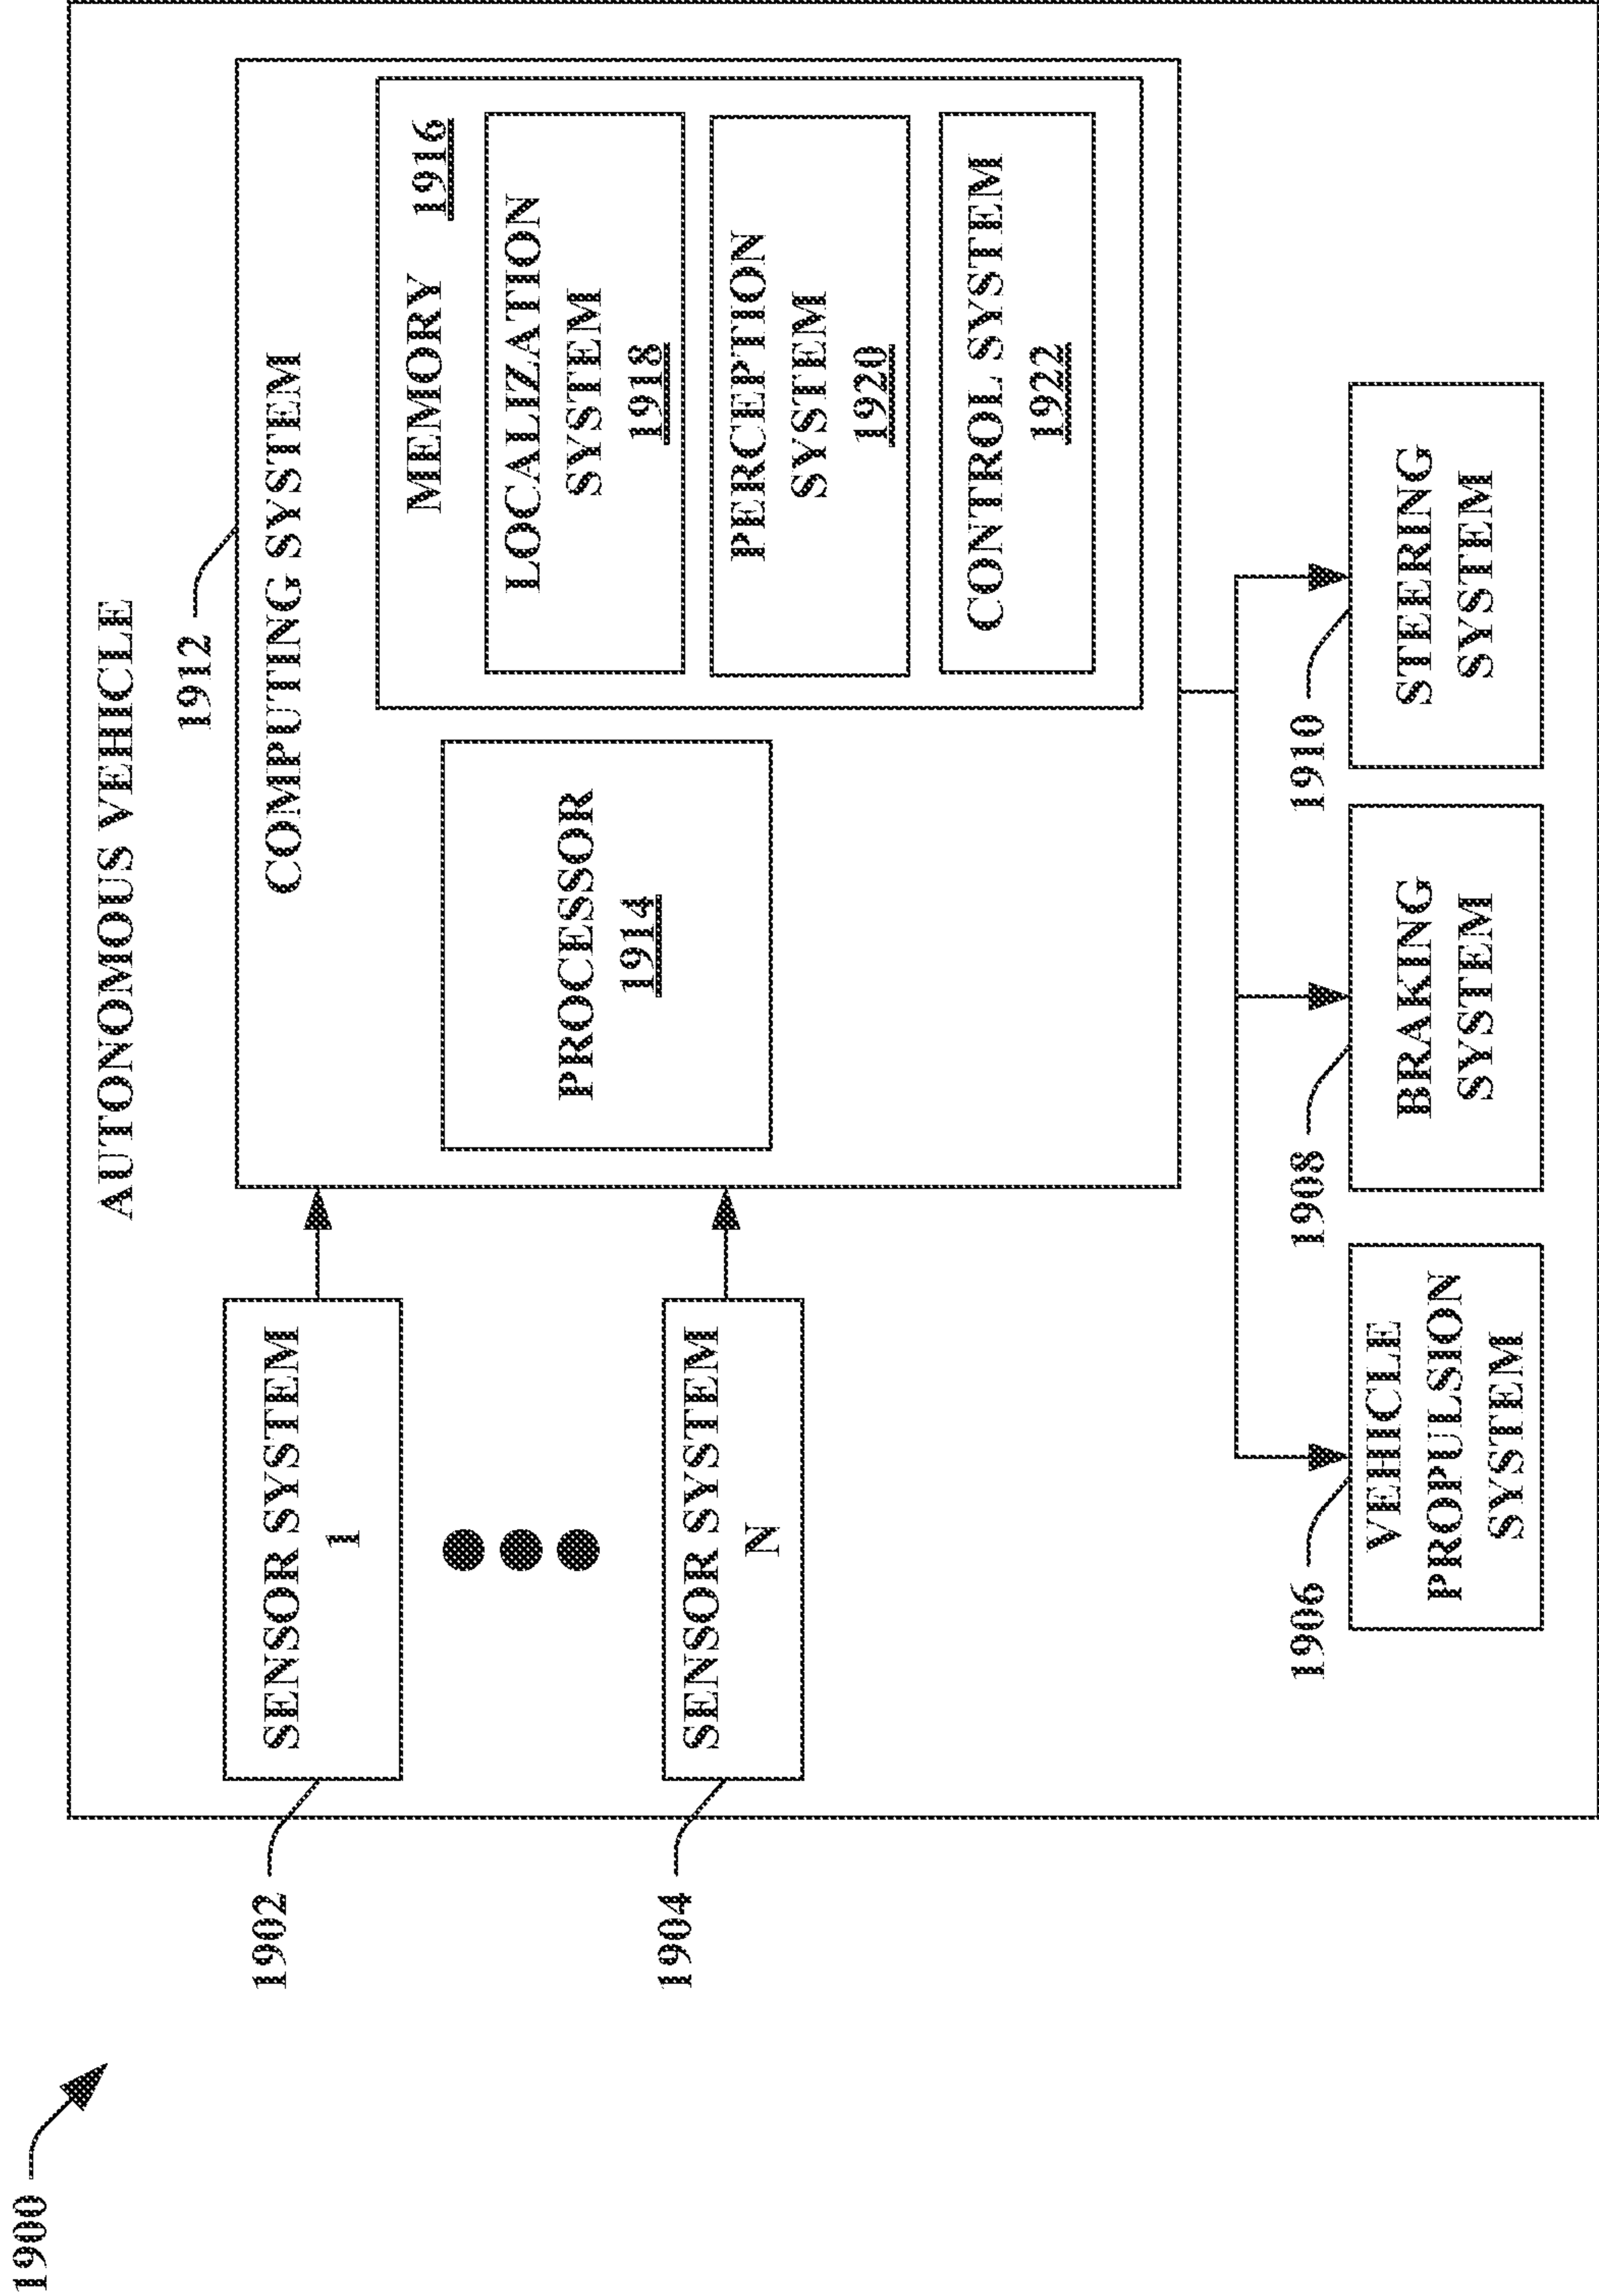 1900
AUTONOMOUS VEHICLE
1912
COMPUTING SYSTEM
1902
SENSOR SYSTEM
1
1904
SENSOR SYSTEM
N
PROCESSOR
1914
MEMORY 1916
LOCALIZATION
SYSTEM
1918
PERCEPTION
SYSTEM
1920
CONTROL SYSTEM
1922
1906
VEHICLE
PROPULSION
SYSTEM
1908
BRAKING
SYSTEM
1910
STEERING
SYSTEM